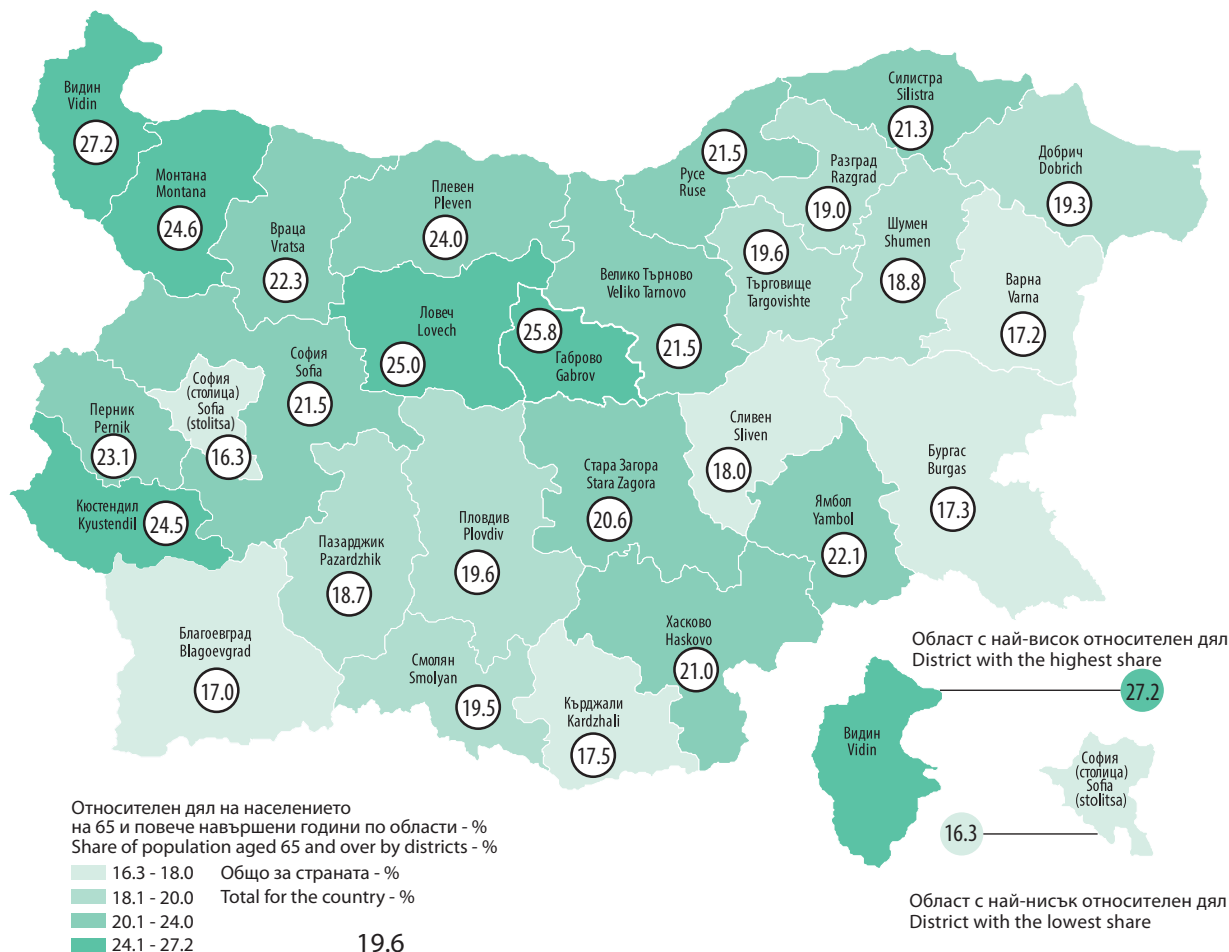 Видин
Vidin
27.2
Монтана
Montana
24.6
Враца
Vratsa
22.3
Плевен
Pleven
24.0
Ловеч
Lovech
25.0
25.8
Габрово
Gabrov
Велико Търново
Veliko Tarnovo
21.5
21.5
Русе
Ruse
Силистра
Silistra
21.3
Разград
Razgrad
19.0
Добрич
Dobrich
19.3
19.6
Търговище
Targovishte
Шумен
Shumen
18.8
Варна
Varna
17.2
София
Sofia
21.5
София
(столица)
Sofia
(stolitsa)
16.3
Перник
Pernik
23.1
Кюстендил
Kyustendil
24.5
Благоевград
Blagoevgrad
17.0
Пазарджик
Pazardzhik
18.7
Пловдив
Plovdiv
19.6
Смолян
Smolyan
19.5
Стара Загора
Stara Zagora
20.6
Сливен
Sliven
18.0
Ямбол
Yambol
22.1
Бургас
Burgas
17.3
Хасково
Haskovo
21.0
Кърджали
Kardzhali
17.5
Област с най-висок относителен дял
District with the highest share
27.2
Видин
Vidin
София
(столица)
Sofia
(stolitsa)
16.3
Област с най-нисък относителен дял
District with the lowest share
Относителен дял на населението
на 65 и повече навършени години по области - %
Share of population aged 65 and over by districts - %
16.3 - 18.0 Общо за страната - %
18.1 - 20.0 Total for the country - %
20.1 - 24.0
24.1 - 27.2 19.6